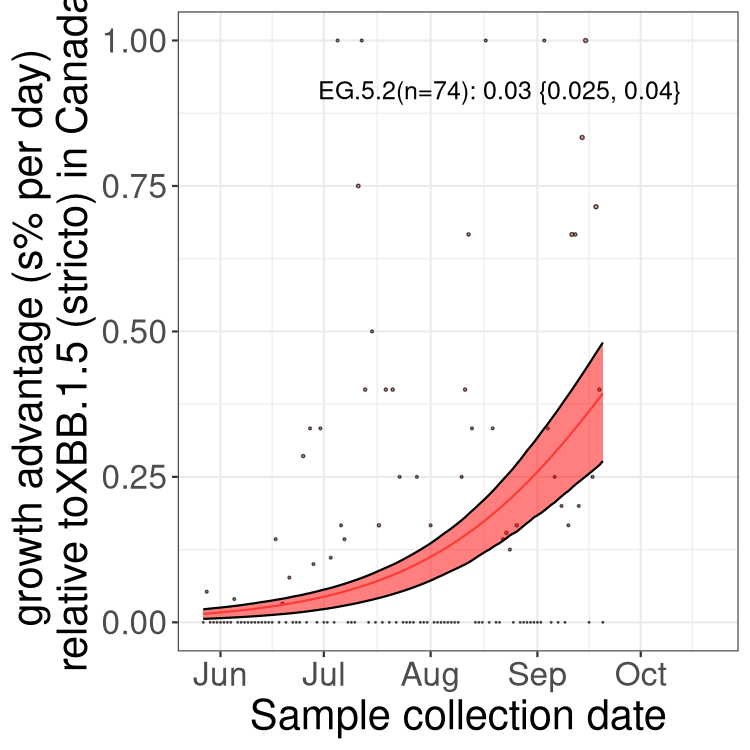 growth advantage (s% per day)
relative toXBB.1.5 (stricto) in Canada
1.00
0.75
0.50
0.25
0.00
EG.5.2(n=74): 0.03 {0.025, 0.04}
Jun Jul Aug Sep Oct
Sample collection date